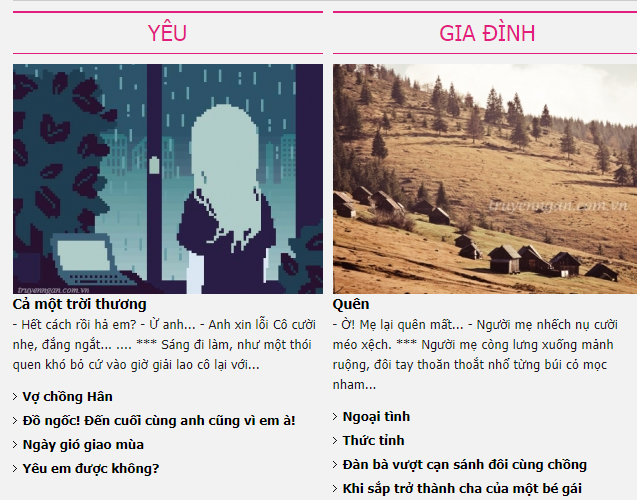 YÊU
truyenngan.com.vn
Cả một trời thương
- Hết cách rồi hả em? - Ừ anh... - Anh xin lỗi Cô cười
nhẹ, đắng ngắt... .... *** Sáng đi làm, như một thói
quen khó bỏ cứ vào giờ giải lao cô lại với...
Vợ chồng Hân
Đồ ngốc! Đến cuối cùng anh cũng vì em à!
Ngày gió giao mùa
Yêu em được không?
GIA ĐÌNH
truyenngan.com.vn
Quên
- Ờ! Mẹ lại quên mất... - Người mẹ nhếch nụ cười
méo xệch. *** Người mẹ còng lưng xuống mảnh
ruộng, đôi tay thoăn thoắt nhổ từng búi cỏ mọc
nham...
Ngoại tình
Thức tỉnh
Đàn bà vượt cạn sánh đôi cùng chồng
Khi sắp trở thành cha của một bé gái